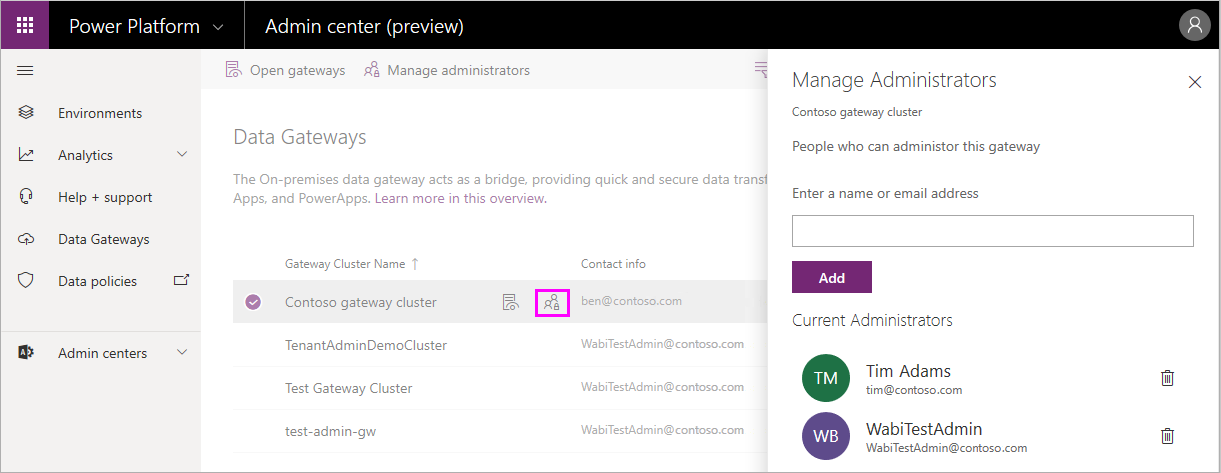 Power Platform
Admin center (preview)
Environments
Analytics
Help + support
Data Gateways
Data policies
Admin centers
Open gateways
Manage administrators
Data Gateways
The On-premises data gateway acts as a bridge, providing quick and secure data transf
Apps, and PowerApps. Learn more in this overview.
Gateway Cluster Name ↑
Contact info
Contoso gateway cluster
ben@contoso.com
TenantAdminDemoCluster
WabiTestAdmin@contoso.com
Test Gateway Cluster
WabiTestAdmin@contoso.com
test-admin-gw
WabiTestAdmin@contoso.com
Manage Administrators
Contoso gateway cluster
People who can administor this gateway
Enter a name or email address
Add
Current Administrators
TM
Tim Adams
tim@contoso.com
WB
WabiTestAdmin
WabiTestAdmin@contoso.com